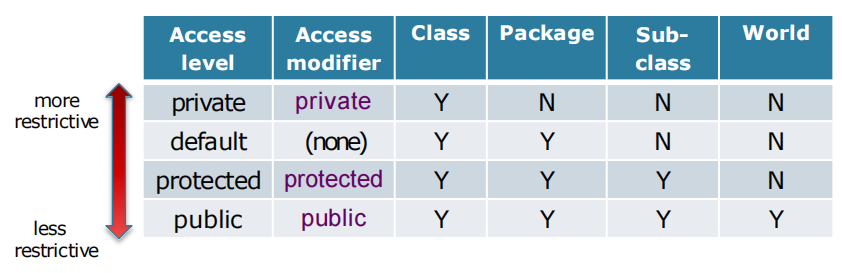 Access level Access modifier Class Package Sub-class World
more restrictive
private private Y N N N
default (none) Y Y N N
protected protected Y Y Y N
public public Y Y Y Y
less restrictive